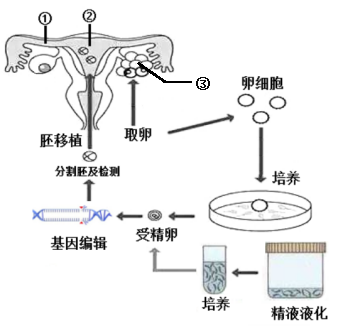 ① ②
③
卵细胞
胚移植 取卵
分割胚及检测 培养
基因编辑 受精卵
培养 精液液化